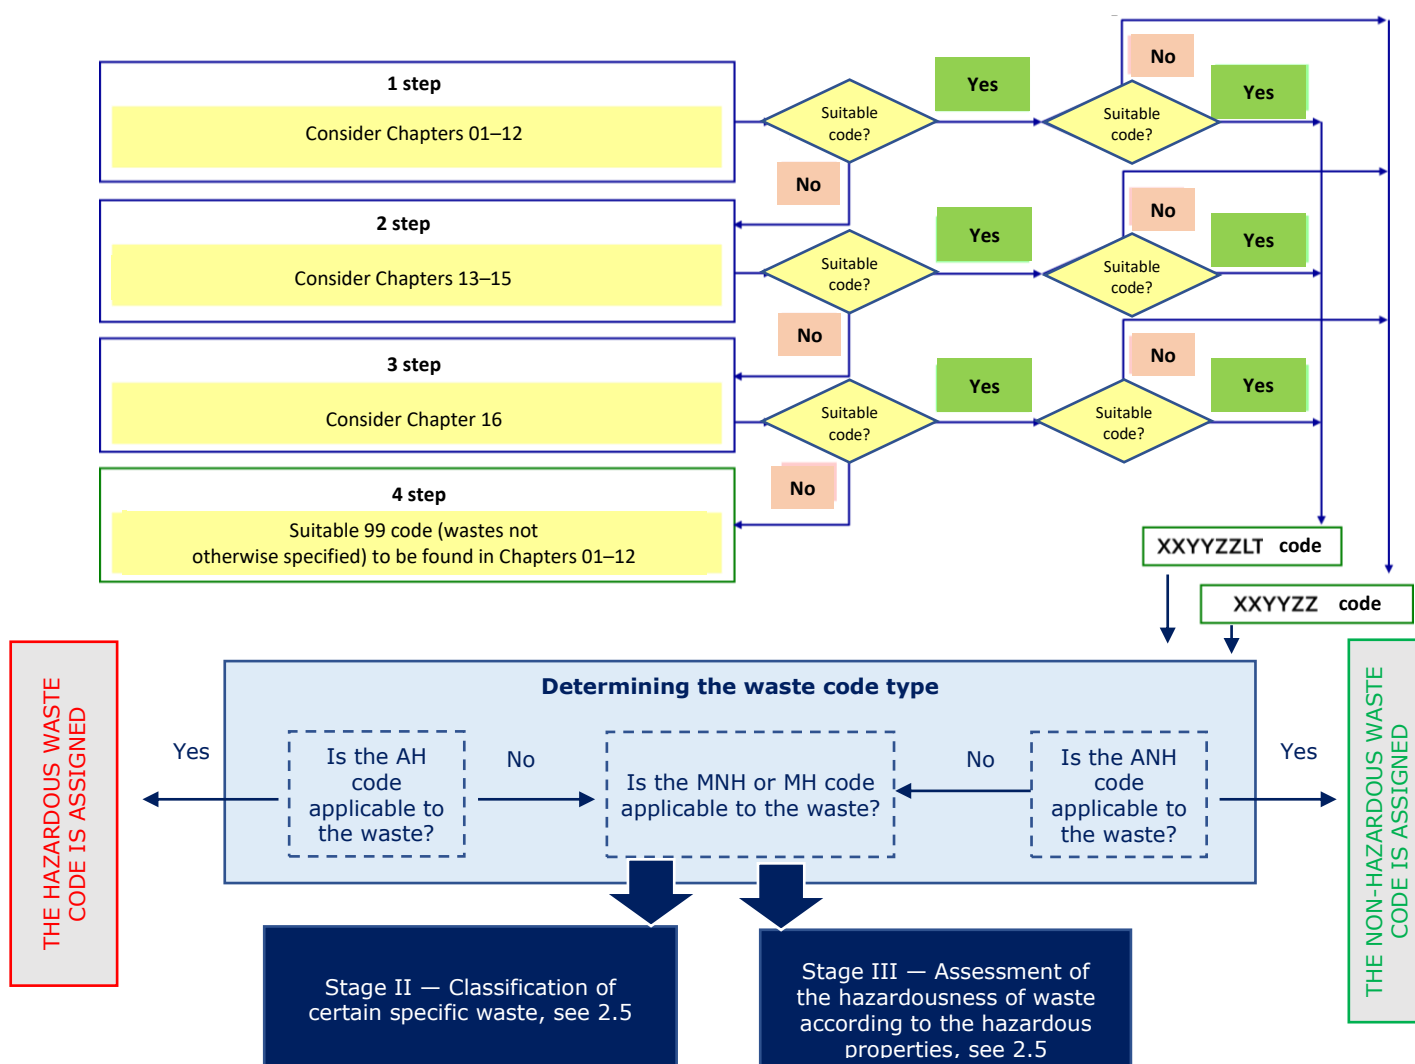 1 step
Consider Chapters 01–12
Suitable
code?
Yes
Suitable
code?
No
Yes
No
2 step
Consider Chapters 13–15
Suitable
code?
Yes
Suitable
code?
No
Yes
No
3 step
Consider Chapter 16
Suitable
code?
Yes
Suitable
code?
No
Yes
No
4 step
Suitable 99 code (wastes not
otherwise specified) to be found in Chapters 01–12
XXYYZZLT code
XXYYZZ code
THE HAZARDOUS WASTE
CODE IS ASSIGNED
Determining the waste code type
Yes
Is the AH
code
applicable to
the waste?
No
Is the MNH or MH code
applicable to the waste?
No
Is the ANH
code
applicable to
the waste?
Yes
THE NON-HAZARDOUS WASTE
CODE IS ASSIGNED
Stage II — Classification of
certain specific waste, see 2.5
Stage III — Assessment of
the hazardousness of waste
according to the hazardous
properties, see 2.5